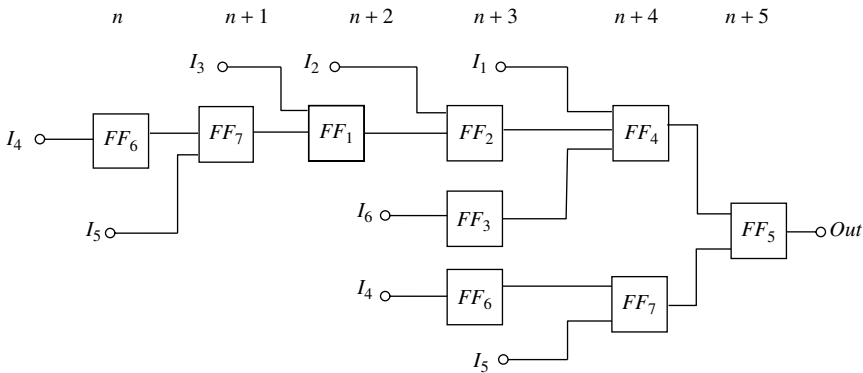 n n + 1 n + 2 n + 3 n + 4 n + 5
I3 I2 I1
I4 FF6 FF7 FF1 FF2 FF4
I5 I6 FF3 FF5 Out
I4 FF6 FF7
I5